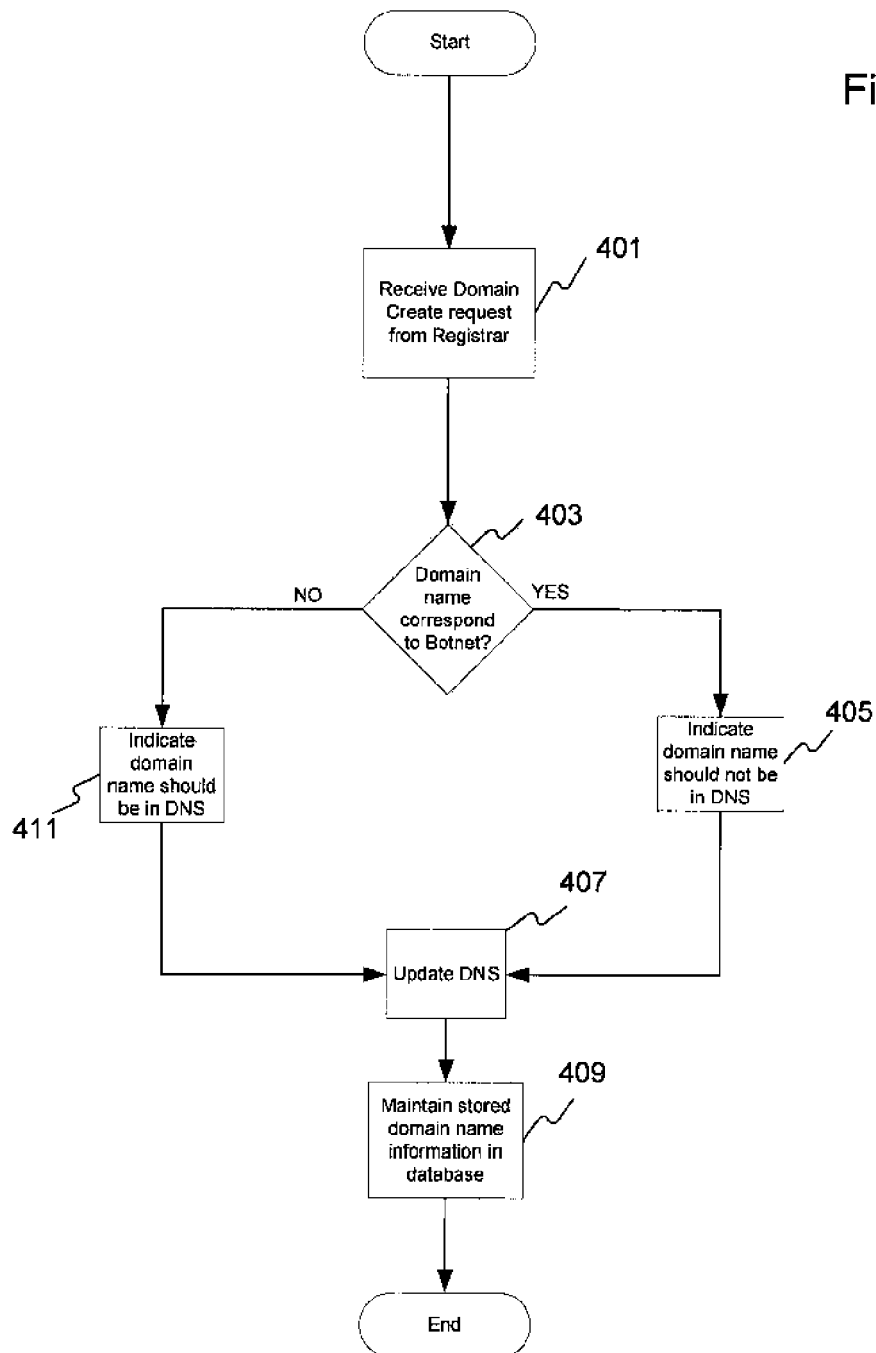 Start
Fi
401
Receive Domain
Create request
from Registrar
403
Domain
name
correspond
to Botnet?
NO
YES
Indicate
domain
name should
be in DNS
411
Indicate
domain name
should not be
in DNS
405
407
Update DNS
409
Maintain stored
domain name
information in
database
End